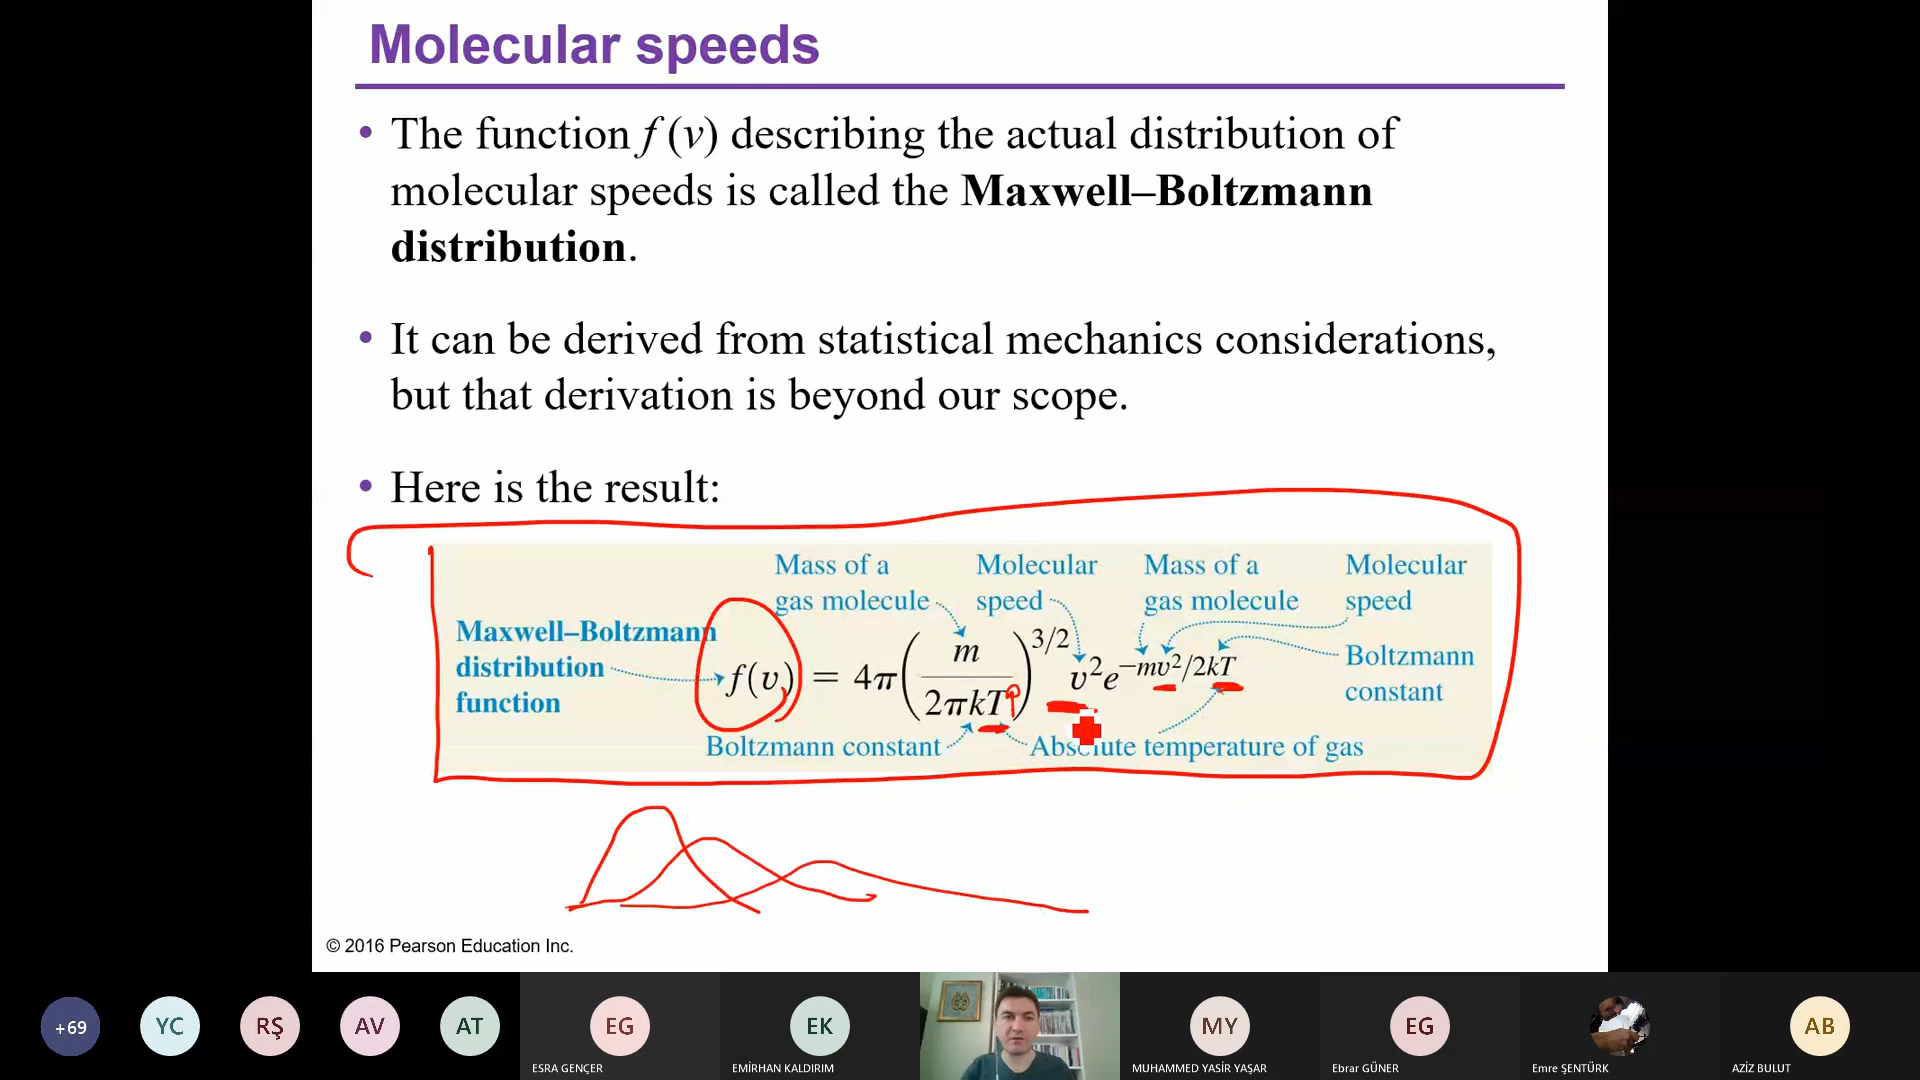 Molecular speeds
• The function f (v) describing the actual distribution of
molecular speeds is called the Maxwell–Boltzmann
distribution.
• It can be derived from statistical mechanics considerations,
but that derivation is beyond our scope.
• Here is the result:
Mass of a
gas molecule
Molecular
speed
Mass of a
gas molecule
Molecular
speed
Maxwell–Boltzmann
distribution
function
f(v) = 4π(m/2πkT)^3/2 v²e^−mv²/2kT
Boltzmann
constant
Boltzmann constant
Absolute temperature of gas
© 2016 Pearson Education Inc.
+69
YC
RŞ
AV
AT
EG
ESRA GENÇER
EK
EMİRHAN KALDIRIM
MY
MUHAMMED YASİR YAŞAR
EG
Ebrar GÜNER
Emre ŞENTÜRK
AB
AZİZ BULUT